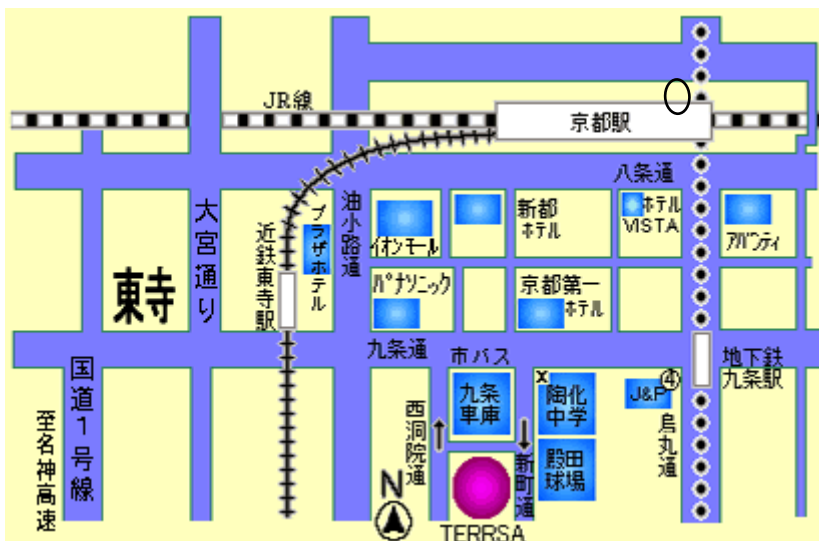 JR線
京都駅
八条通
大宮通り
油小路通
プラザホテル
近鉄東寺駅
イオンモール
新都
ホテル
ホテル
VISTA
アバンティ
東寺
パナソニック
京都第一
ホテル
九条通
市バス
地下鉄
九条駅
国道1号線
至名神高速
九条
車庫
x
陶化
中学
J&P
④
烏丸通
西洞院通
新町通
殿田
球場
N
TERRSA